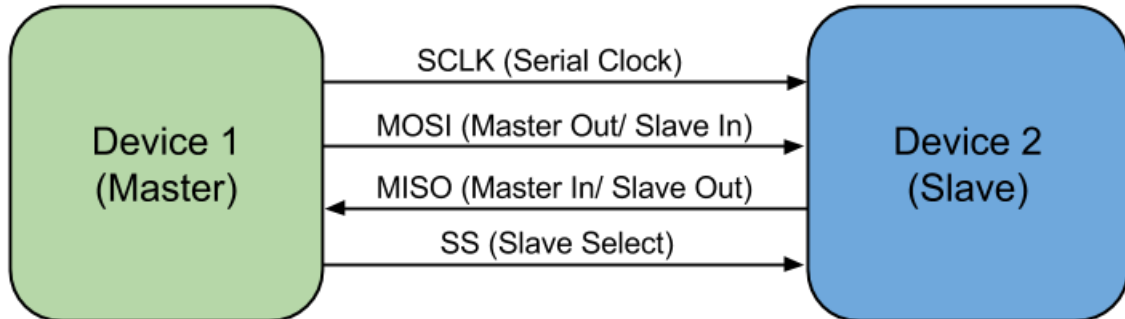 Device 1
(Master)
SCLK (Serial Clock)
MOSI (Master Out/ Slave In)
MISO (Master In/ Slave Out)
SS (Slave Select)
Device 2
(Slave)